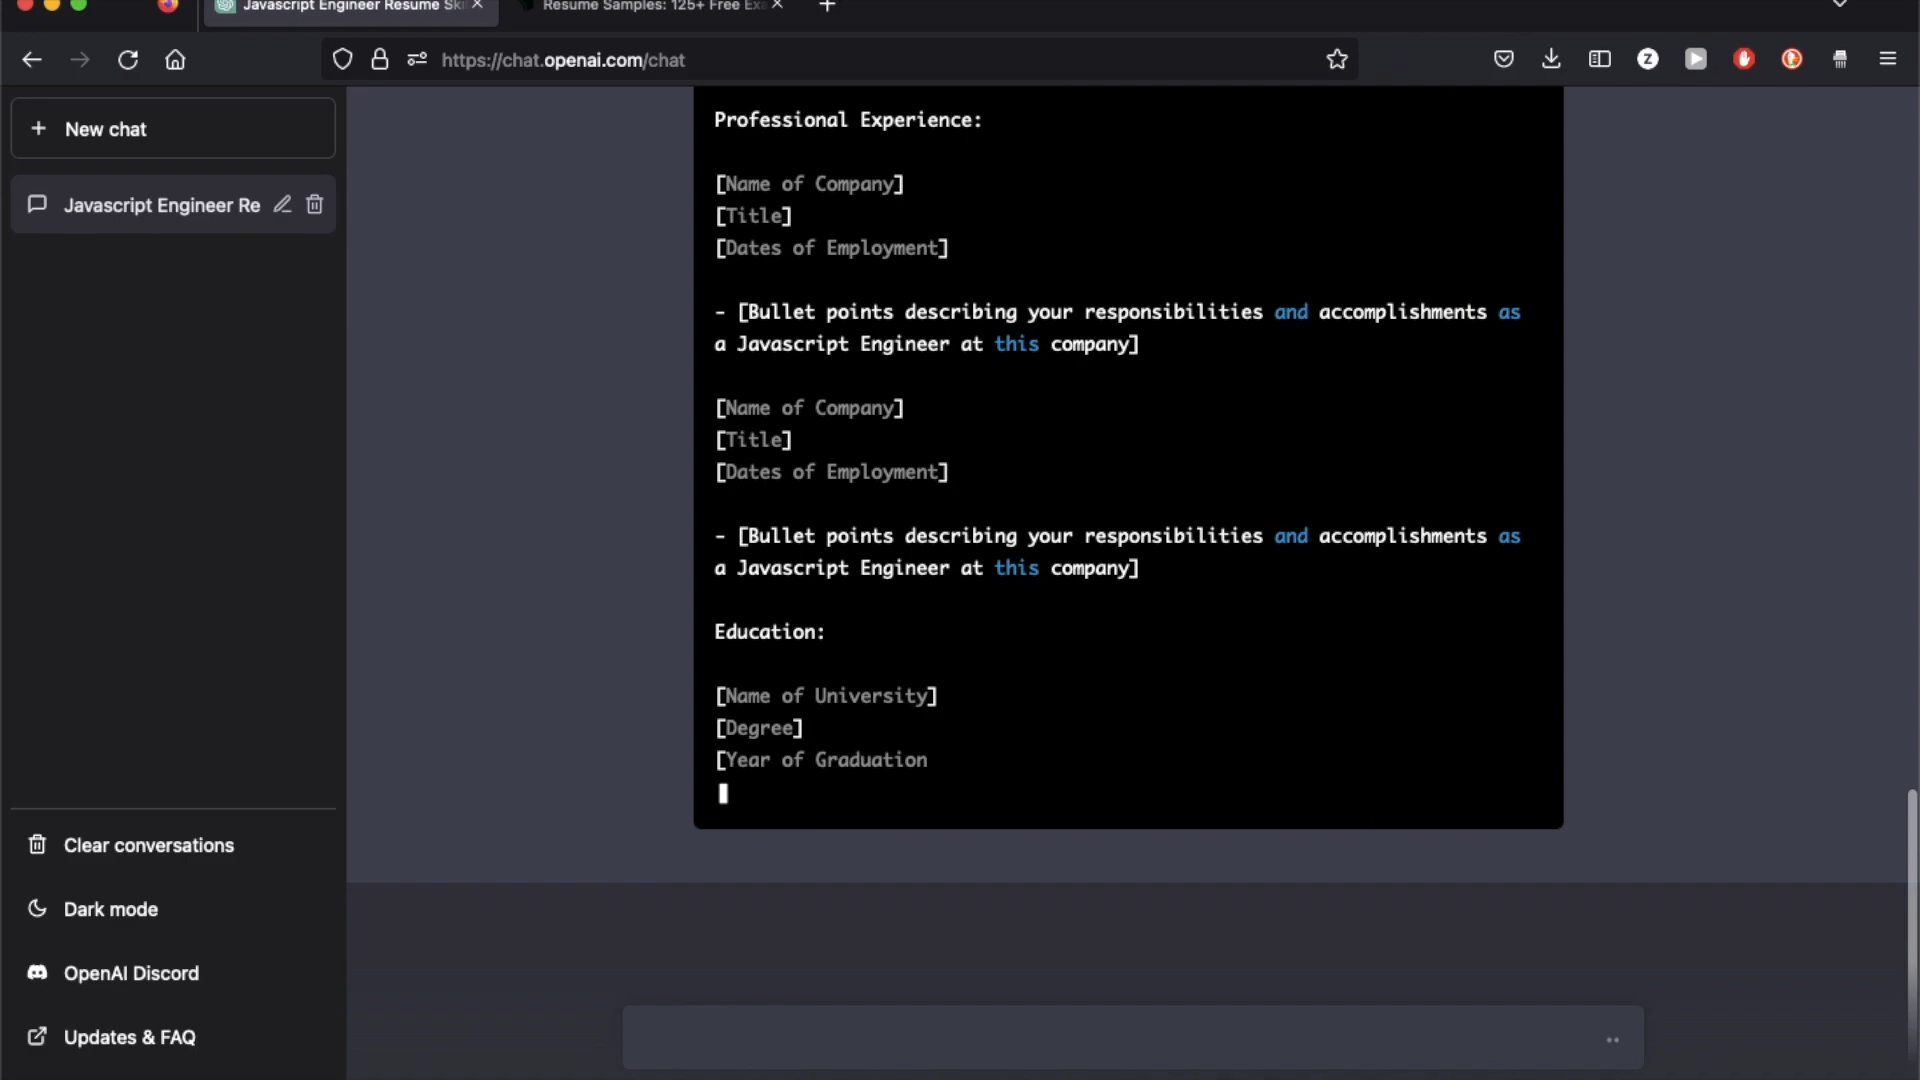 Javascript Engineer Resume Ski
Resume Samples: 125+ Free Exa
https://chat.openai.com/chat
New chat
Javascript Engineer Re
Professional Experience:
[Name of Company]
[Title]
[Dates of Employment]
- [Bullet points describing your responsibilities and accomplishments as
a Javascript Engineer at this company]
[Name of Company]
[Title]
[Dates of Employment]
- [Bullet points describing your responsibilities and accomplishments as
a Javascript Engineer at this company]
Education:
[Name of University]
[Degree]
[Year of Graduation
Clear conversations
Dark mode
OpenAI Discord
Updates & FAQ